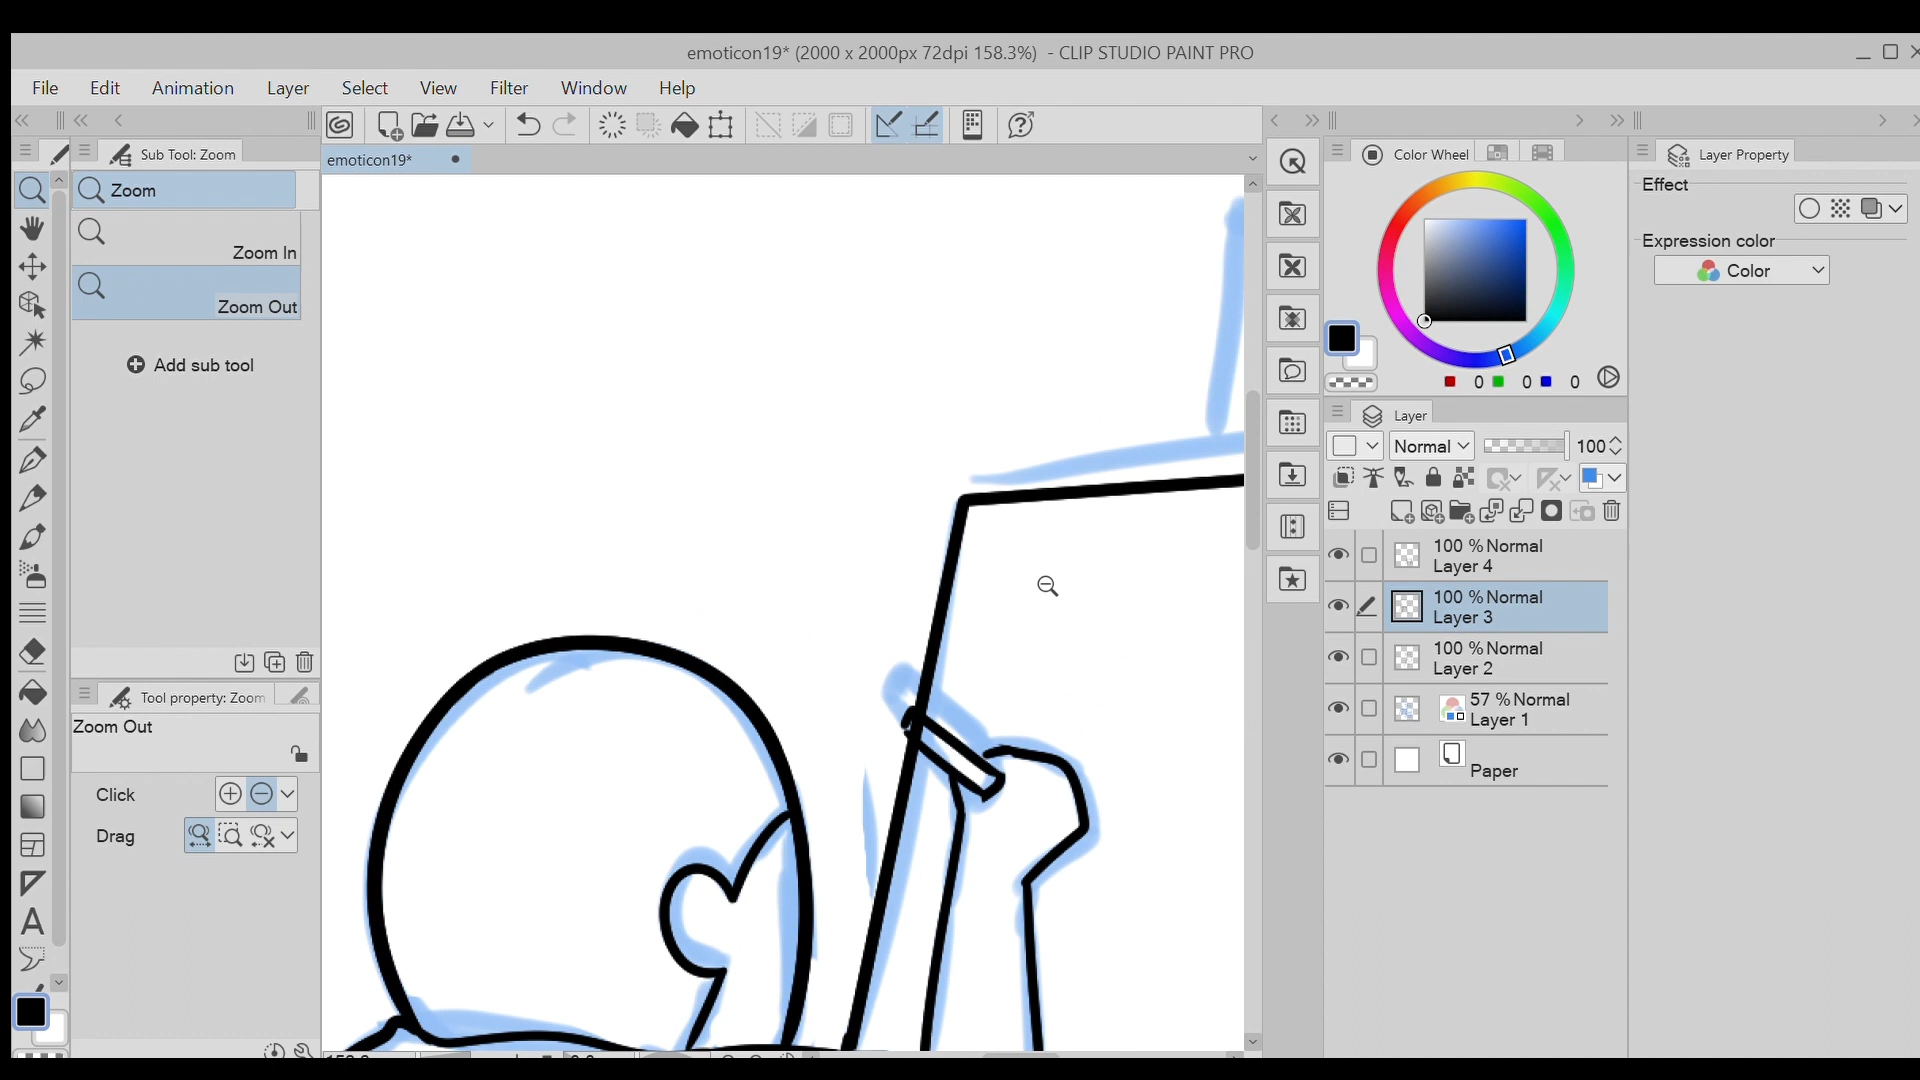 emoticon19* (2000 x 2000px 72dpi 158.3%) - CLIP STUDIO PAINT PRO
File Edit Animation Layer Select View Filter Window Help
Sub Tool: Zoom
emoticon19*
Color Wheel
Layer Property
Zoom
Effect
Zoom In
Expression color
Color
Zoom Out
Add sub tool
0 0 0
Layer
Normal 100
100 % Normal
Layer 4
100 % Normal
Layer 3
100 % Normal
Layer 2
Tool property: Zoom
57 % Normal
Layer 1
Zoom Out
Paper
Click
Drag